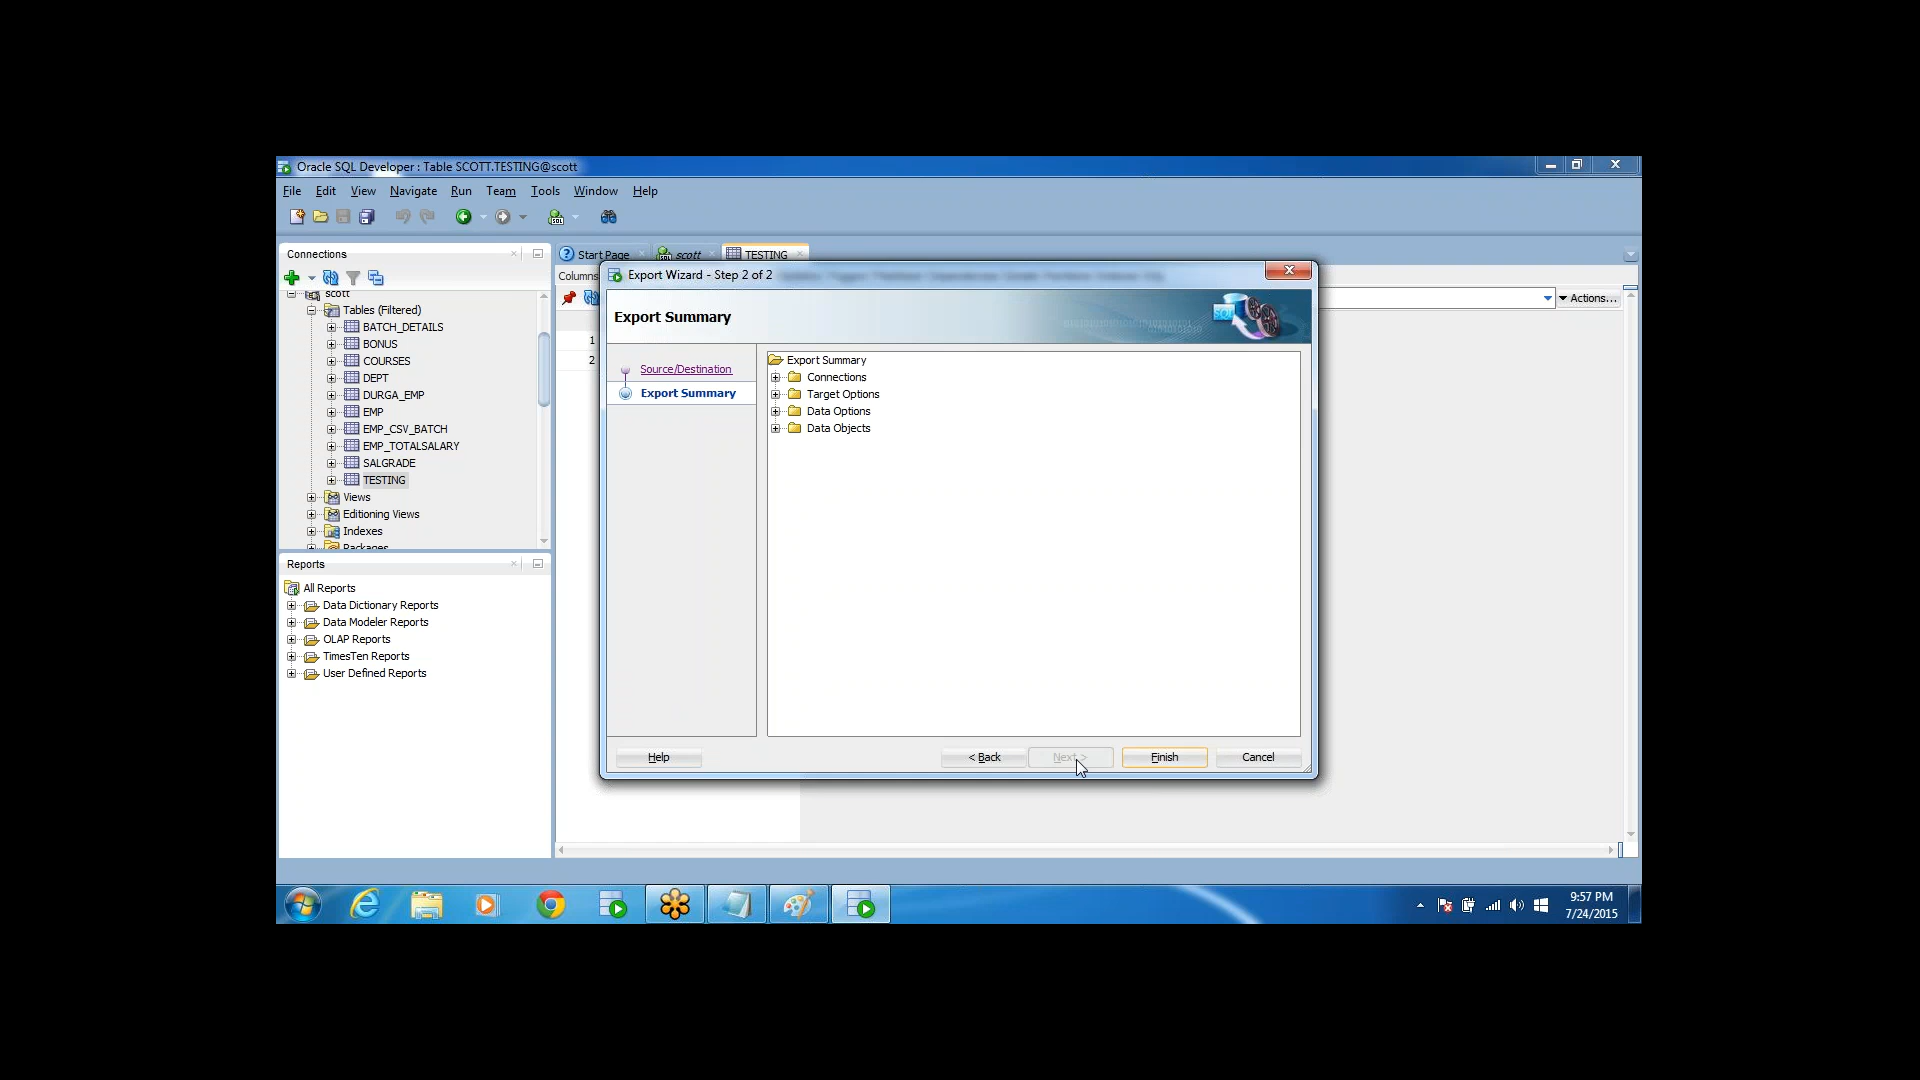 Oracle SQL Developer : Table SCOTT.TESTING@scott
File Edit View Navigate Run Team Tools Window Help
Connections
Start Page scott TESTING
Columns
Export Wizard - Step 2 of 2
scott
Actions...
Tables (Filtered)
BATCH_DETAILS
BONUS
COURSES
DEPT
DURGA_EMP
EMP
EMP_CSV_BATCH
EMP_TOTALSALARY
SALGRADE
TESTING
Views
Editioning Views
Indexes
Packages
1
2
Export Summary
Source/Destination
Export Summary
Export Summary
Connections
Target Options
Data Options
Data Objects
Help < Back Next > Finish Cancel
Reports
All Reports
Data Dictionary Reports
Data Modeler Reports
OLAP Reports
TimesTen Reports
User Defined Reports
9:57 PM
7/24/2015